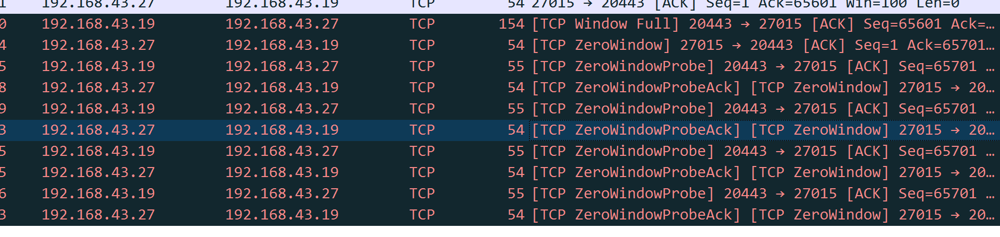 1 192.168.43.27 192.168.43.19 TCP 54 27015 → 20443 [ACK] Seq=1 Ack=65601 Win=100 Len=0
0 192.168.43.19 192.168.43.27 TCP 154 [TCP Window Full] 20443 → 27015 [ACK] Seq=65601 Ack=…
4 192.168.43.27 192.168.43.19 TCP 54 [TCP ZeroWindow] 27015 → 20443 [ACK] Seq=1 Ack=65701…
5 192.168.43.19 192.168.43.27 TCP 55 [TCP ZeroWindowProbe] 20443 → 27015 [ACK] Seq=65701 …
8 192.168.43.27 192.168.43.19 TCP 54 [TCP ZeroWindowProbeAck] [TCP ZeroWindow] 27015 → 20…
9 192.168.43.19 192.168.43.27 TCP 55 [TCP ZeroWindowProbe] 20443 → 27015 [ACK] Seq=65701 …
3 192.168.43.27 192.168.43.19 TCP 54 [TCP ZeroWindowProbeAck] [TCP ZeroWindow] 27015 → 20…
5 192.168.43.19 192.168.43.27 TCP 55 [TCP ZeroWindowProbe] 20443 → 27015 [ACK] Seq=65701 …
5 192.168.43.27 192.168.43.19 TCP 54 [TCP ZeroWindowProbeAck] [TCP ZeroWindow] 27015 → 20…
6 192.168.43.19 192.168.43.27 TCP 55 [TCP ZeroWindowProbe] 20443 → 27015 [ACK] Seq=65701 …
3 192.168.43.27 192.168.43.19 TCP 54 [TCP ZeroWindowProbeAck] [TCP ZeroWindow] 27015 → 20…